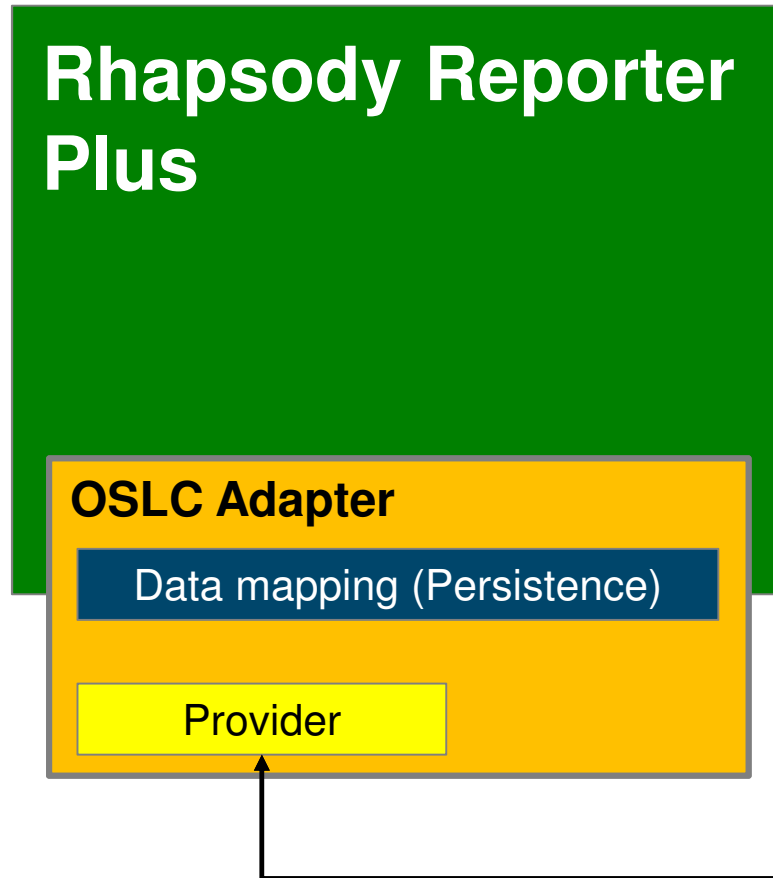 Rhapsody Reporter
Plus
OSLC Adapter
Data mapping (Persistence)
Provider